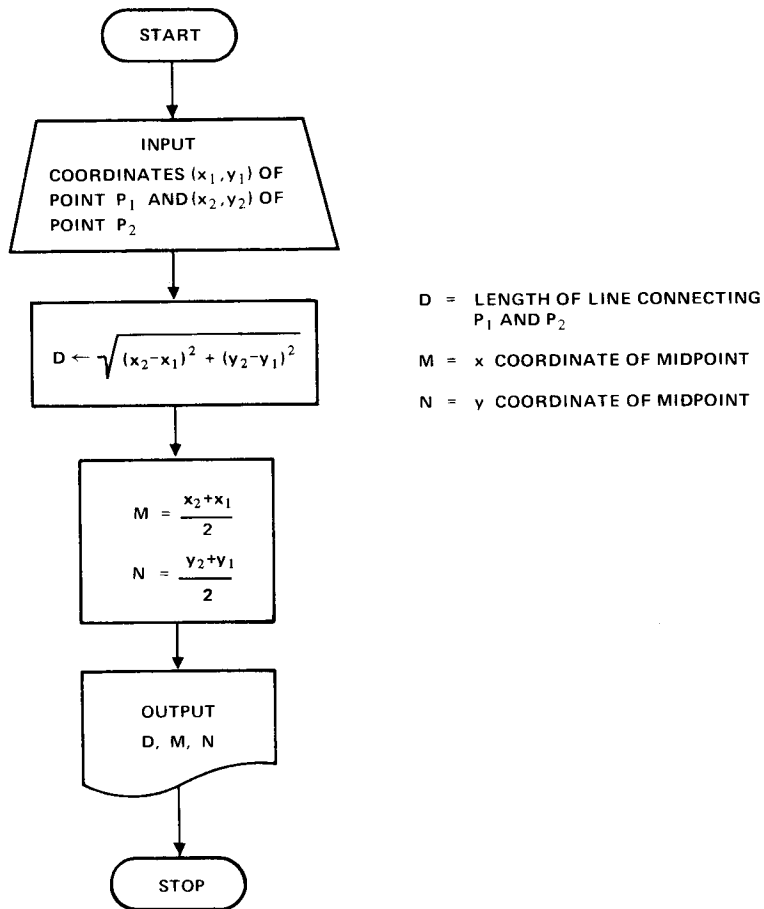 START
INPUT
COORDINATES (x₁,y₁) OF
POINT P₁ AND (x₂,y₂) OF
POINT P₂
D ← √(x₂-x₁)² + (y₂-y₁)²
M = x₂+x₁/2
N = y₂+y₁/2
OUTPUT
D, M, N
STOP
D = LENGTH OF LINE CONNECTING
P₁ AND P₂
M = x COORDINATE OF MIDPOINT
N = y COORDINATE OF MIDPOINT